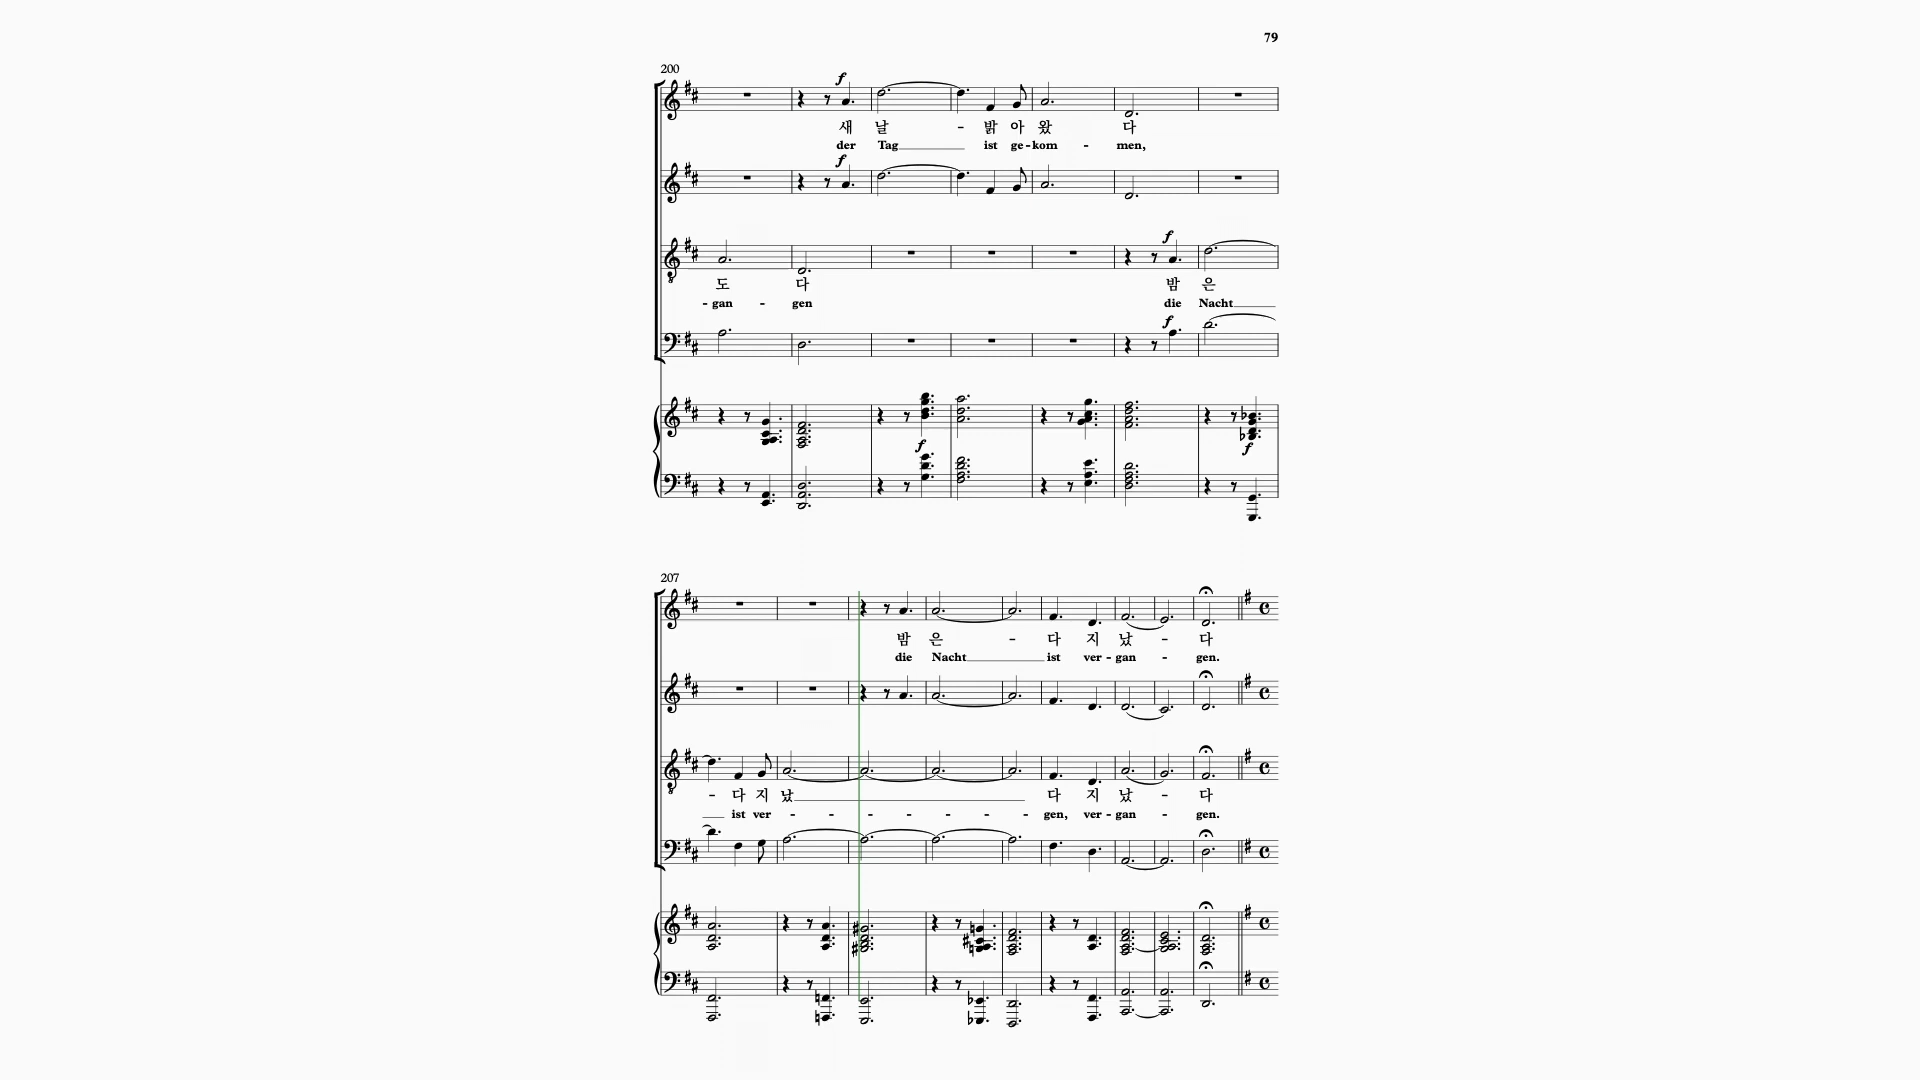 79
200
f
새 날 - 밝 아 왔 다
der Tag ist ge - kom - men,
f
f
도 다 밤 은
- gan - gen die Nacht
f
f
f
207
밤 은 - 다 지 났 - 다
die Nacht ist ver - gan - gen.
- 다 지 났 다 지 났 - 다
ist ver - - - - - - - gen, ver - gan - gen.